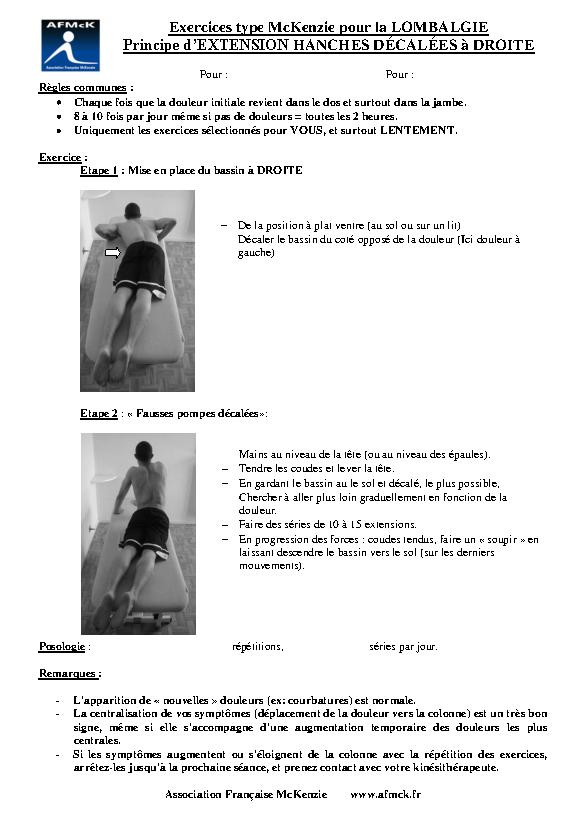 AFMcK
Association Française McKenzie
Exercices type McKenzie pour la LOMBALGIE
Principe d’EXTENSION HANCHES DÉCALÉES à DROITE
Pour : Pour :
Règles communes :
• Chaque fois que la douleur initiale revient dans le dos et surtout dans la jambe.
• 8 à 10 fois par jour même si pas de douleurs = toutes les 2 heures.
• Uniquement les exercices sélectionnés pour VOUS, et surtout LENTEMENT.
Exercice :
Etape 1 : Mise en place du bassin à DROITE
– De la position à plat ventre (au sol ou sur un lit)
Décaler le bassin du coté opposé de la douleur (Ici douleur à
gauche)
Etape 2 : « Fausses pompes décalées»:
Mains au niveau de la tête (ou au niveau des épaules).
– Tendre les coudes et lever la tête.
– En gardant le bassin au le sol et décalé, le plus possible,
Chercher à aller plus loin graduellement en fonction de la
douleur.
– Faire des séries de 10 à 15 extensions.
– En progression des forces : coudes tendus, faire un « soupir » en
laissant descendre le bassin vers le sol (sur les derniers
mouvements).
Posologie : répétitions, séries par jour.
Remarques :
- L’apparition de « nouvelles » douleurs (ex: courbatures) est normale.
- La centralisation de vos symptômes (déplacement de la douleur vers la colonne) est un très bon
signe, même si elle s’accompagne d’une augmentation temporaire des douleurs les plus
centrales.
- Si les symptômes augmentent ou s’éloignent de la colonne avec la répétition des exercices,
arrêtez-les jusqu’à la prochaine séance, et prenez contact avec votre kinésithérapeute.
Association Française McKenzie www.afmck.fr